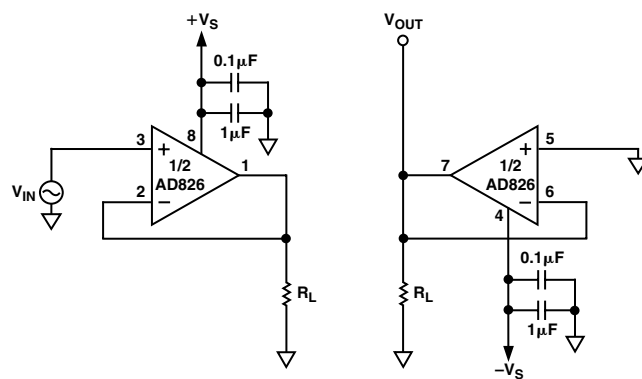 +VS
0.1µF
1µF
8
3
+
1/2
AD826
1
2
−
VIN
RL
VOUT
7
+
5
1/2
AD826
6
−
4
0.1µF
1µF
RL
−VS